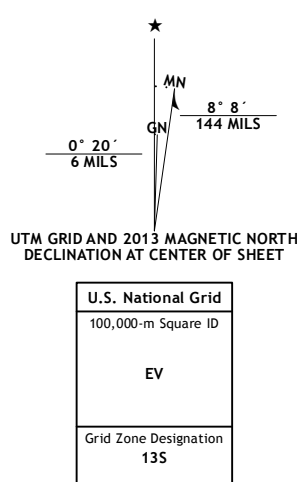 MN
GN
8° 8´
144 MILS
0° 20´
6 MILS
UTM GRID AND 2013 MAGNETIC NORTH
DECLINATION AT CENTER OF SHEET
U.S. National Grid
100,000-m Square ID
EV
Grid Zone Designation
13S